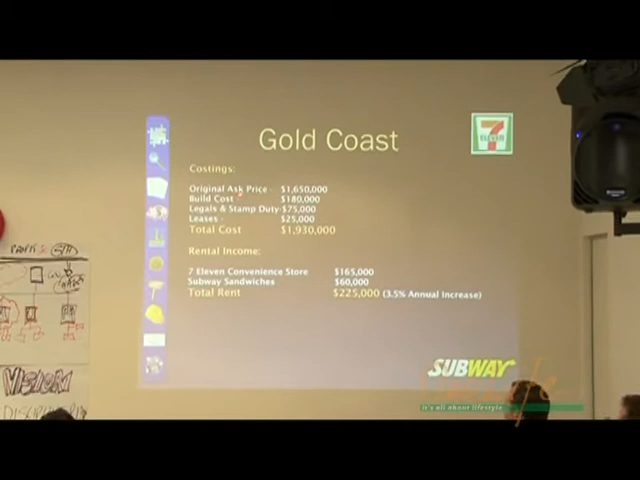 Gold Coast
7
ELEVEN
Costings:
Original Ask Price - $1,650,000
Build Cost - $180,000
Legals & Stamp Duty- $75,000
Leases - $25,000
Total Cost $1,930,000
Rental Income:
7 Eleven Convenience Store $165,000
Subway Sandwiches $60,000
Total Rent $225,000 (3.5% Annual Increase)
SUBWAY
it's all about lifestyle
VISION